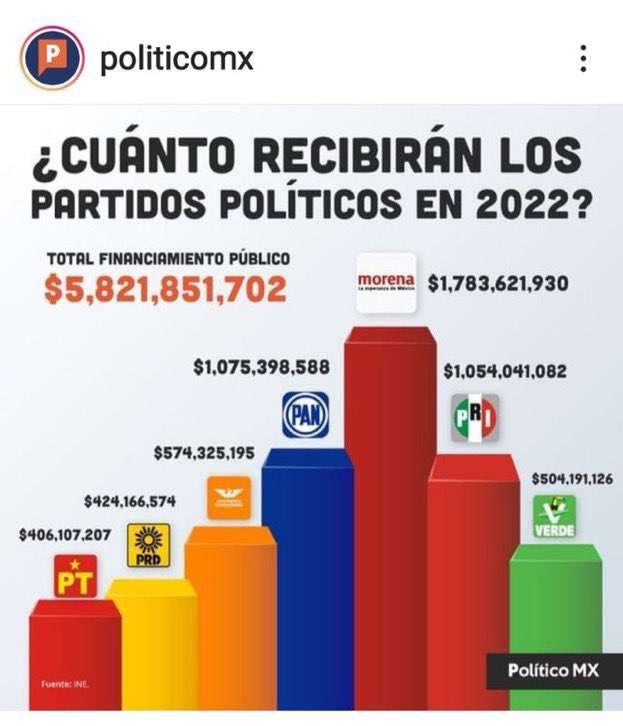 politicomx
¿CUÁNTO RECIBIRÁN LOS
PARTIDOS POLÍTICOS EN 2022?
TOTAL FINANCIAMIENTO PÚBLICO
$5,821,851,702
morena
La esperanza de México
$1,783,621,930
$1,075,398,588
PAN
$1,054,041,082
PRI
$574,325,195
$504,191,126
VERDE
$424,166,574
PRD
$406,107,207
PT
Fuente: INE.
Político MX